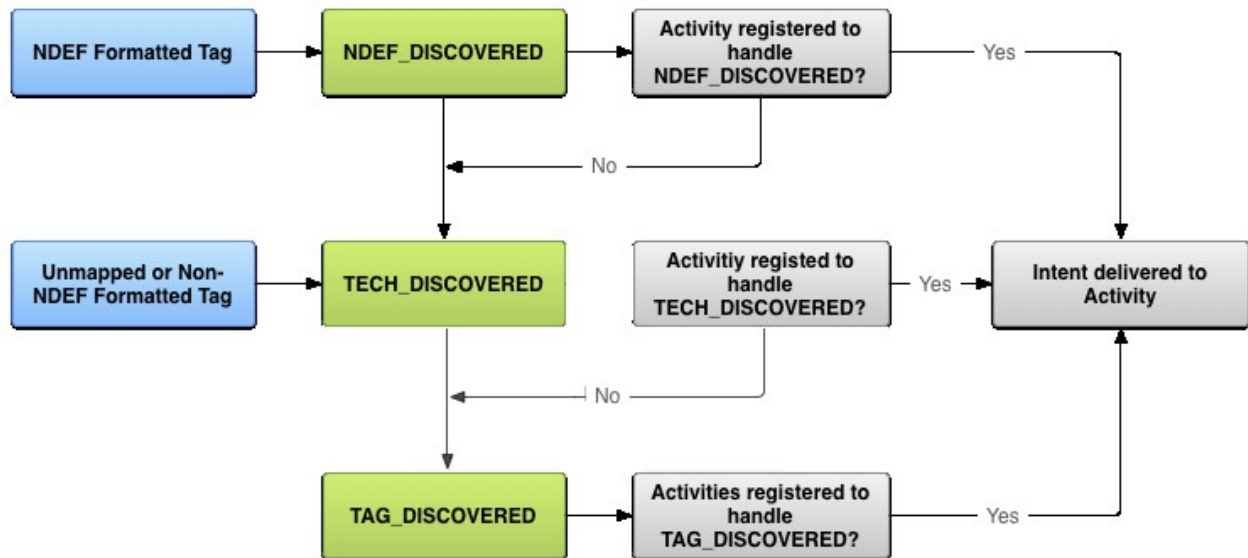 NDEF Formatted Tag
NDEF_DISCOVERED
Activity registered to
handle
NDEF_DISCOVERED?
Yes
No
Unmapped or Non-
NDEF Formatted Tag
TECH_DISCOVERED
Activitiy registed to
handle
TECH_DISCOVERED?
Yes
Intent delivered to
Activity
No
TAG_DISCOVERED
Activities registered to
handle
TAG_DISCOVERED?
Yes